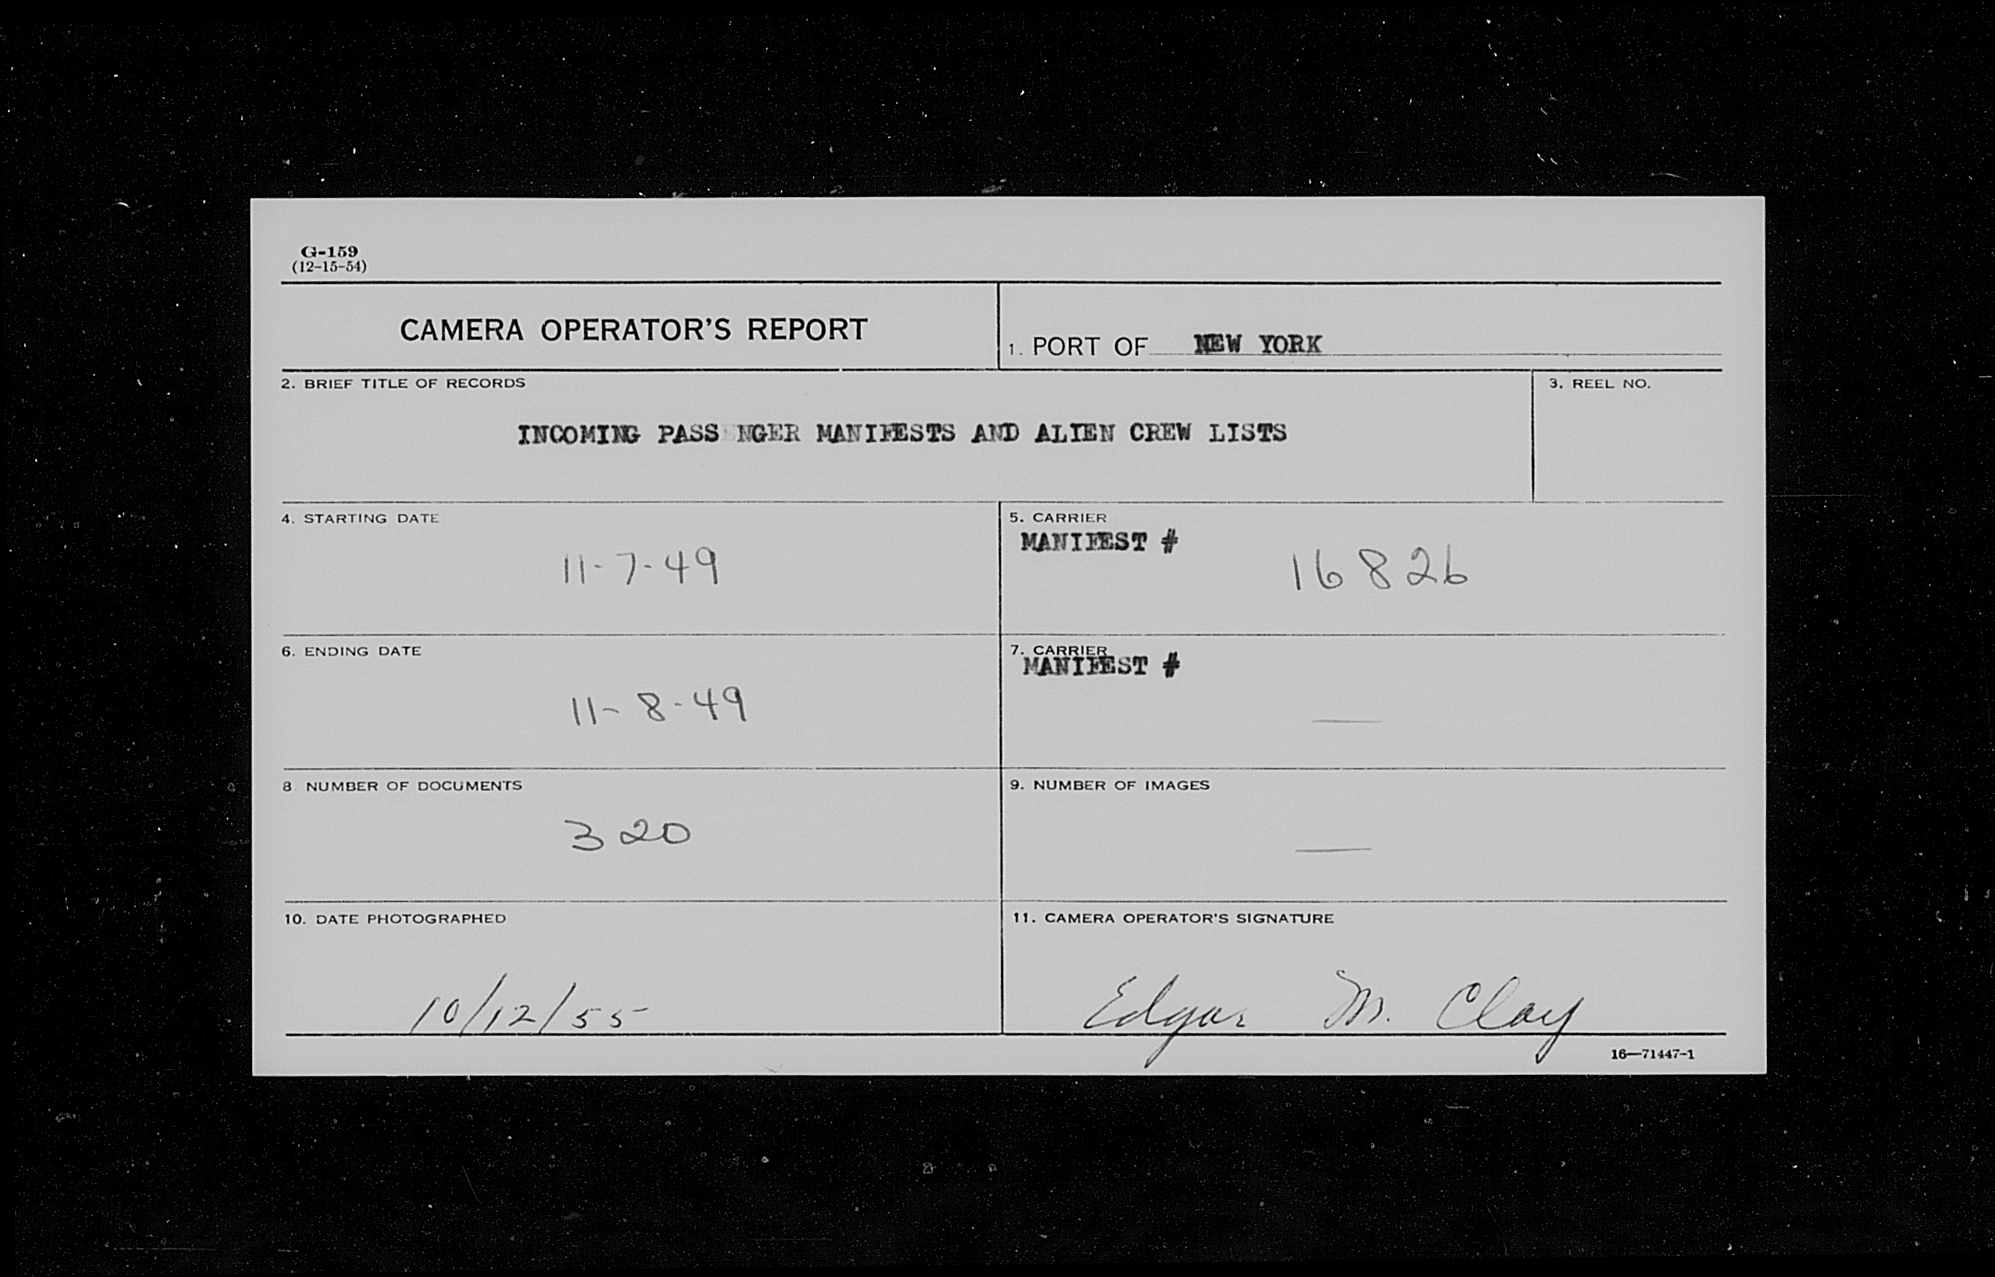 G-159
(12-15-54)
CAMERA OPERATOR'S REPORT
1. PORT OF NEW YORK
2. BRIEF TITLE OF RECORDS
3. REEL NO.
INCOMING PASS NGER MANIFESTS AND ALIEN CREW LISTS
4. STARTING DATE
11-7-49
5. CARRIER
MANIFEST #
16826
6. ENDING DATE
11-8-49
7. CARRIER
MANIFEST #
—
8 NUMBER OF DOCUMENTS
320
9. NUMBER OF IMAGES
—
10. DATE PHOTOGRAPHED
10/12/55
11. CAMERA OPERATOR'S SIGNATURE
Edgar M. Clay
16—71447-1